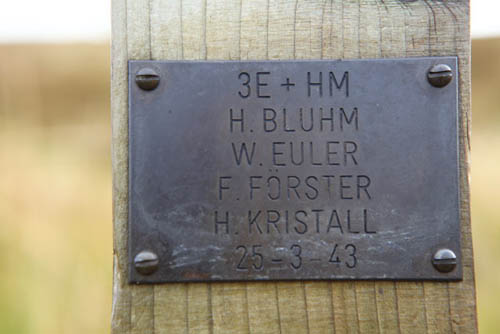 3E + HM
H. BLUHM
W. EULER
F. FÖRSTER
H. KRISTALL
25-3-43